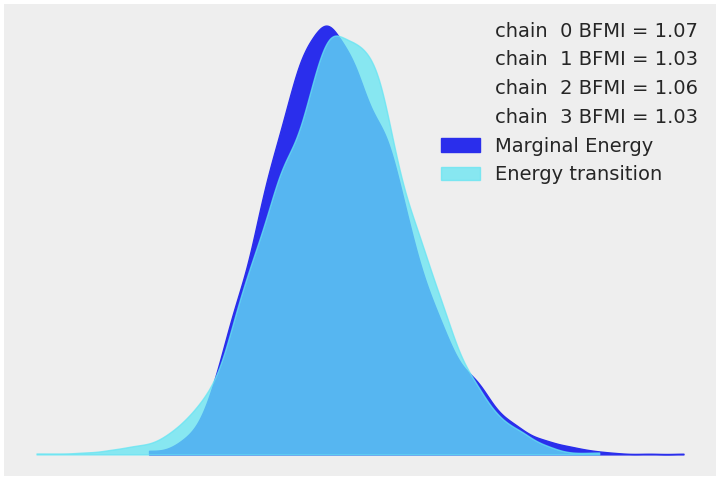 chain  0 BFMI = 1.07
chain  1 BFMI = 1.03
chain  2 BFMI = 1.06
chain  3 BFMI = 1.03
Marginal Energy
Energy transition